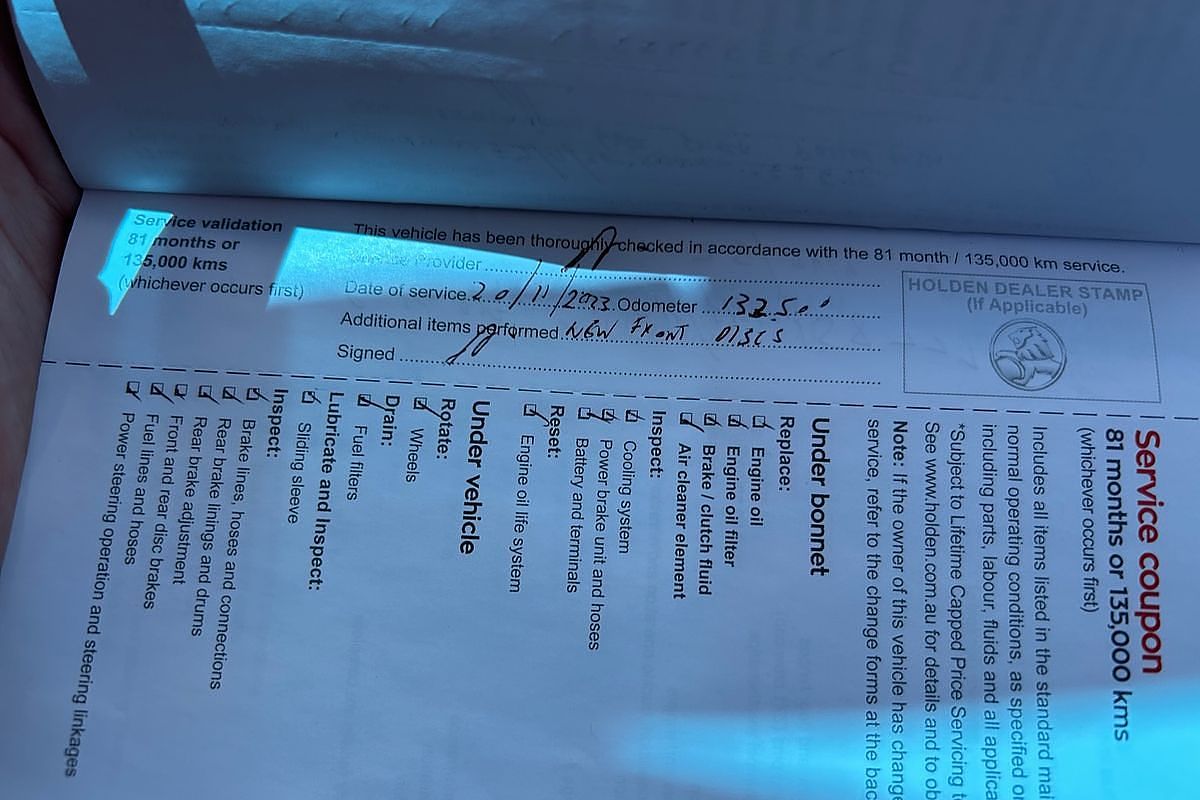 Service validation
81 months or
135,000 kms
(whichever occurs first)
This vehicle has been thoroughly checked in accordance with the 81 month / 135,000 km service.
Service Provider
Date of service 20/11/2023 Odometer 132500
Additional items performed NEW FRONT DISCS
Signed
HOLDEN DEALER STAMP
(If Applicable)
Service coupon
81 months or 135,000 kms
(whichever occurs first)
Includes all items listed in the standard
normal operating conditions, as specified
including parts, labour, fluids and all
*Subject to Lifetime Capped Price Servicing
See www.holden.com.au for details and to
Note: If the owner of this vehicle has
service, refer to the change forms at the
Under bonnet
Replace:
Engine oil
Engine oil filter
Brake / clutch fluid
Air cleaner element
Inspect:
Cooling system
Power brake unit and hoses
Battery and terminals
Reset:
Engine oil life system
Under vehicle
Rotate:
Wheels
Drain:
Fuel filters
Lubricate and Inspect:
Sliding sleeve
Inspect:
Brake lines, hoses and connections
Rear brake linings and drums
Rear brake adjustment
Front and rear disc brakes
Fuel lines and hoses
Power steering operation and steering linkages